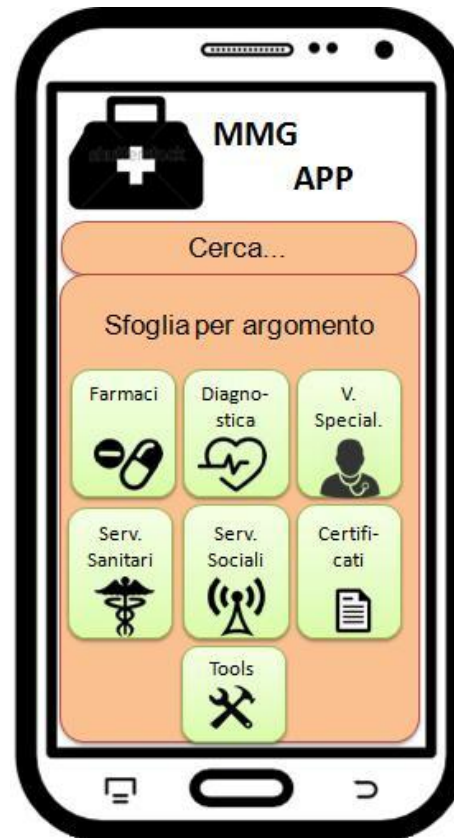 MMG
APP
Cerca...
Sfoglia per argomento
Farmaci
Diagno-
stica
V.
Special.
Serv.
Sanitari
Serv.
Sociali
Certifi-
cati
Tools